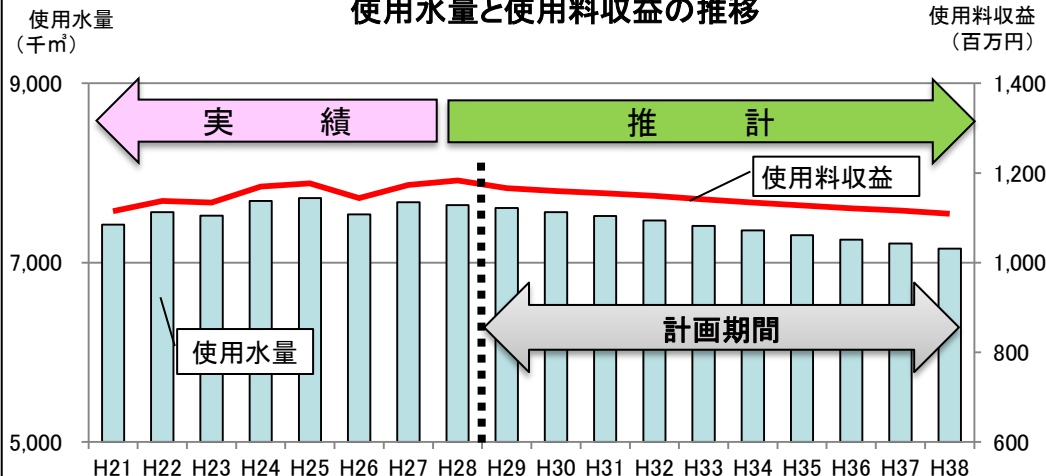 使用水量と使用料収益の推移
使用水量
（千㎥）
使用料収益
（百万円）
9,000
7,000
5,000
1,400
1,200
1,000
800
600
実　績
推　計
使用料収益
使用水量
計画期間
H21 H22 H23 H24 H25 H26 H27 H28 H29 H30 H31 H32 H33 H34 H35 H36 H37 H38